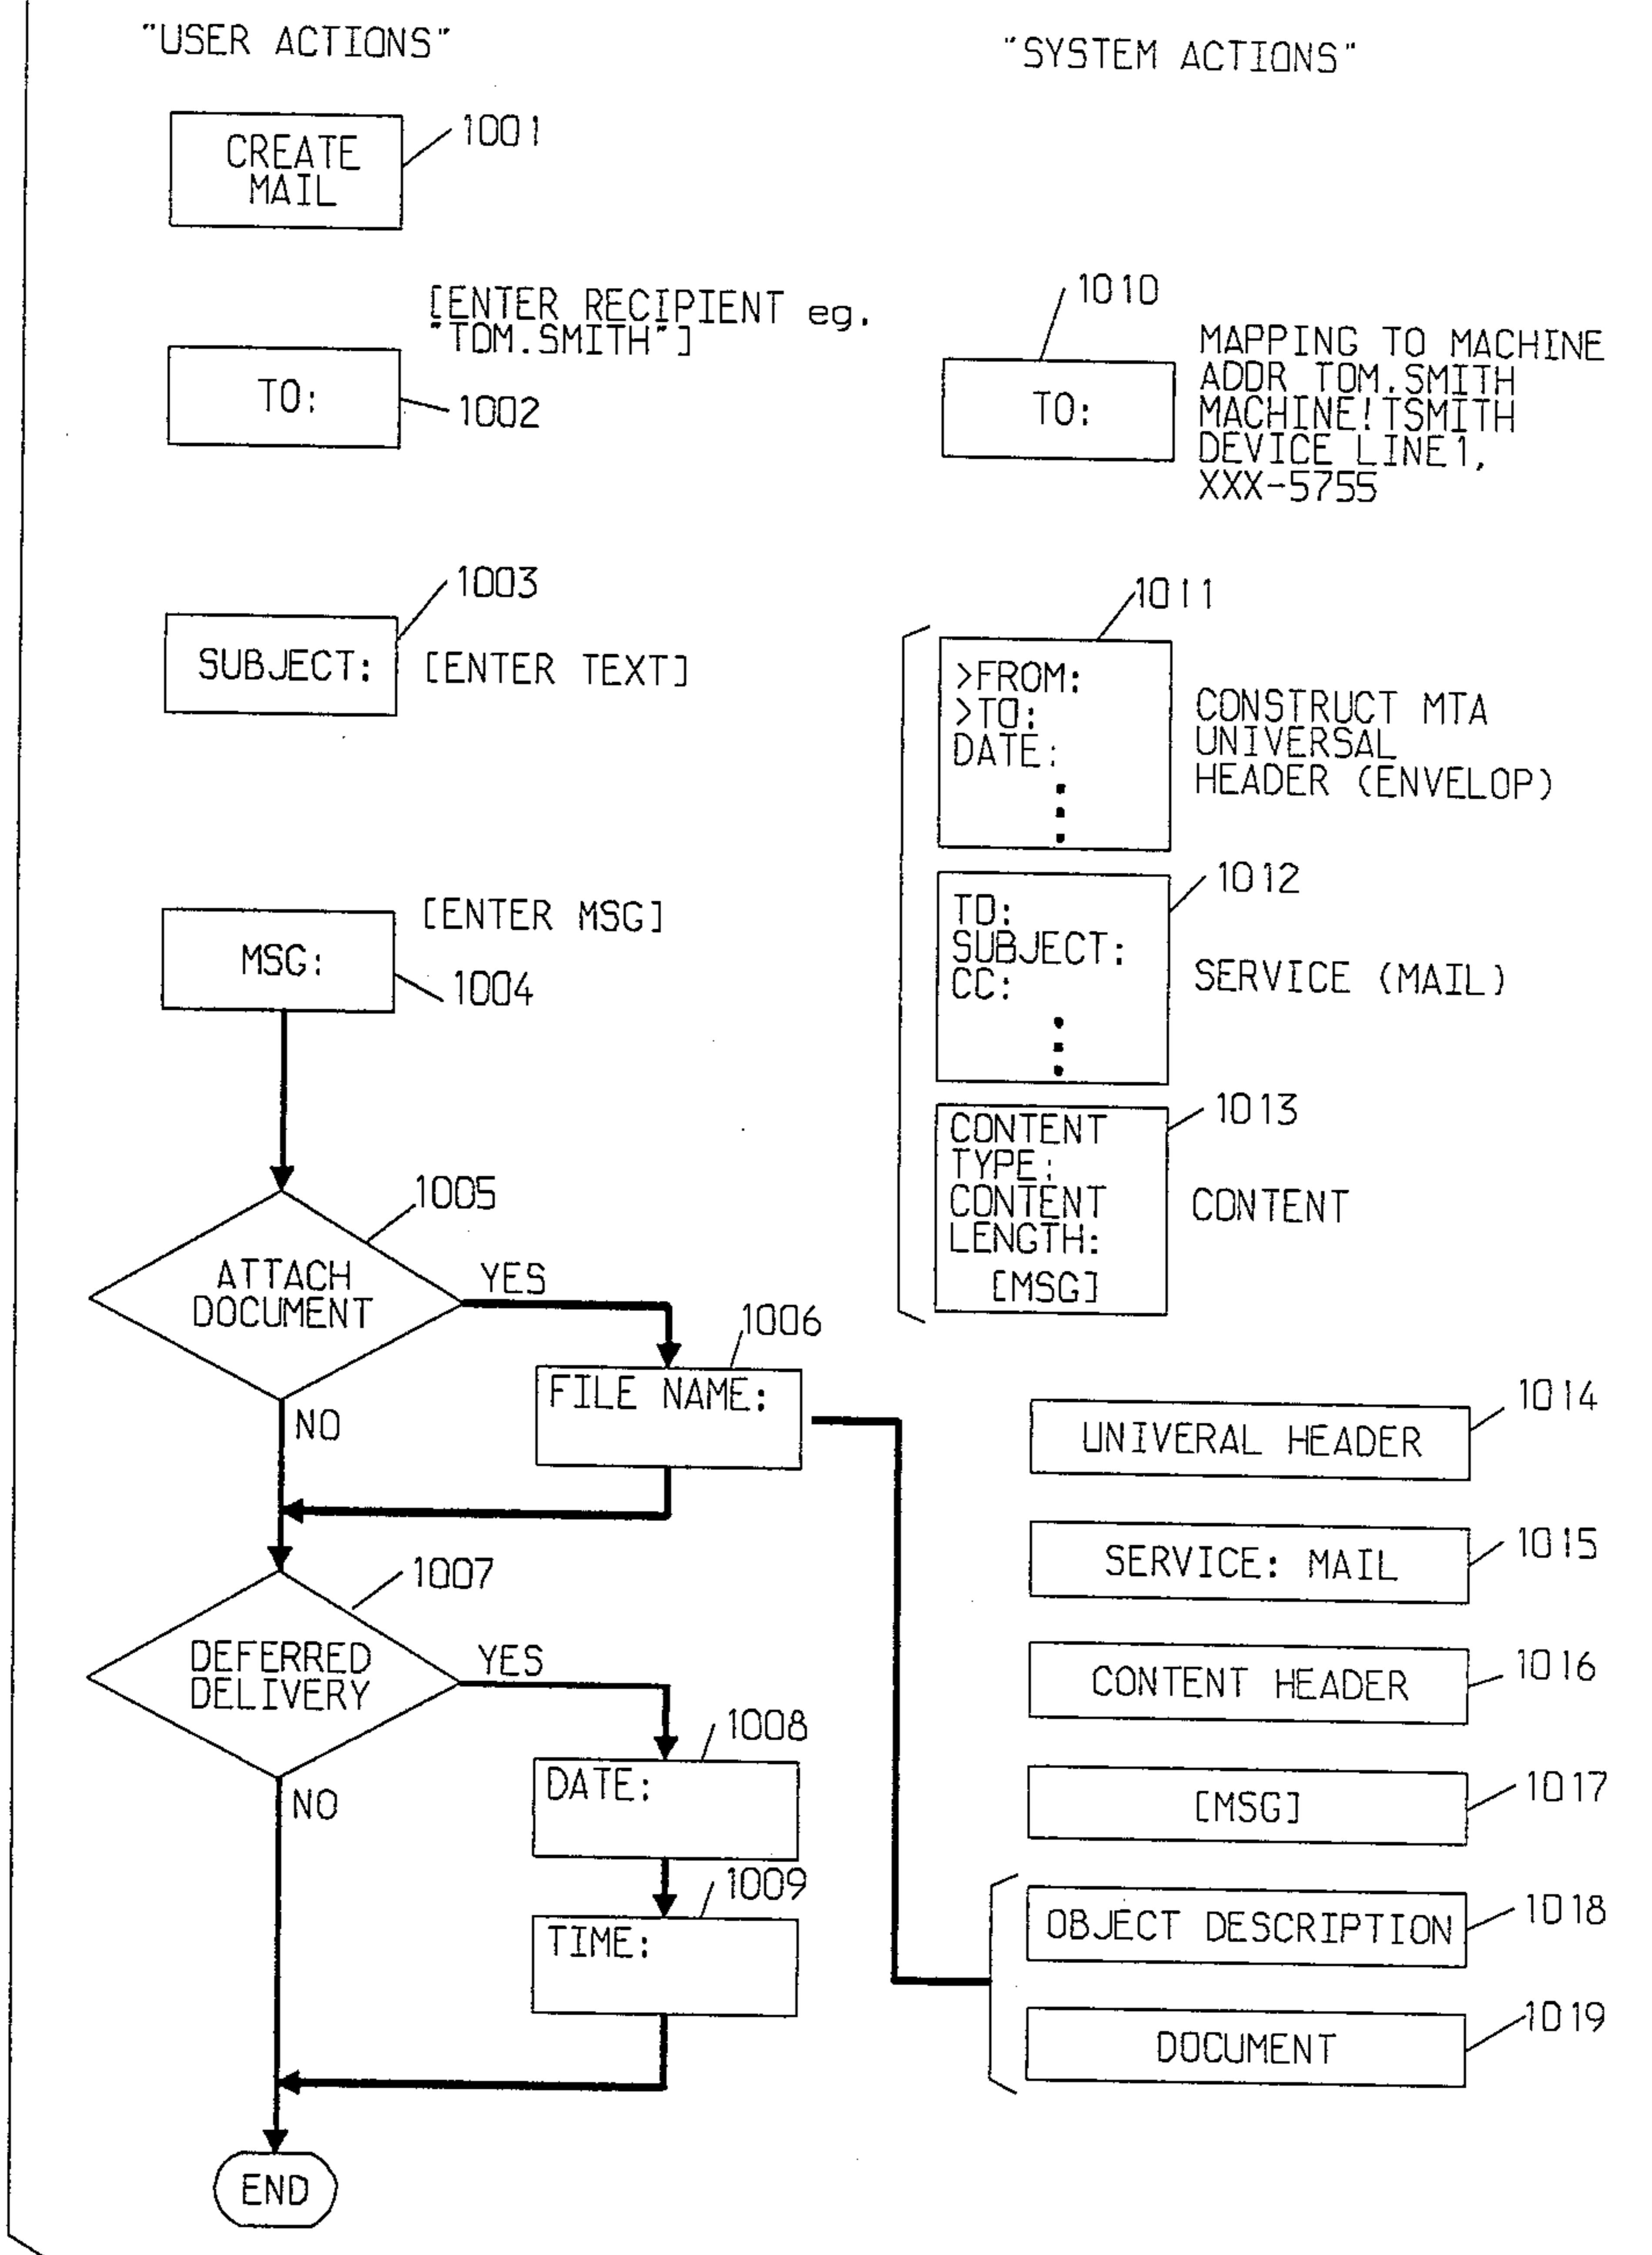 "USER ACTIONS"
"SYSTEM ACTIONS"
1001
CREATE
MAIL
[ENTER RECIPIENT eg.
"TOM.SMITH"]
TO:
1002
1010
TO:
MAPPING TO MACHINE
ADDR TOM.SMITH
MACHINE!TSMITH
DEVICE LINE1,
XXX-5755
1003
SUBJECT:
[ENTER TEXT]
1011
>FROM:
>TO:
DATE:
CONSTRUCT MTA
UNIVERSAL
HEADER (ENVELOP)
[ENTER MSG]
MSG:
1004
1012
TO:
SUBJECT:
CC:
SERVICE (MAIL)
1013
CONTENT
TYPE:
CONTENT
LENGTH:
[MSG]
CONTENT
1005
ATTACH
DOCUMENT
YES
NO
1006
FILE NAME:
1014
UNIVERAL HEADER
1015
SERVICE: MAIL
1007
DEFERRED
DELIVERY
YES
NO
1016
CONTENT HEADER
1008
DATE:
1017
[MSG]
1009
TIME:
1018
OBJECT DESCRIPTION
1019
DOCUMENT
END